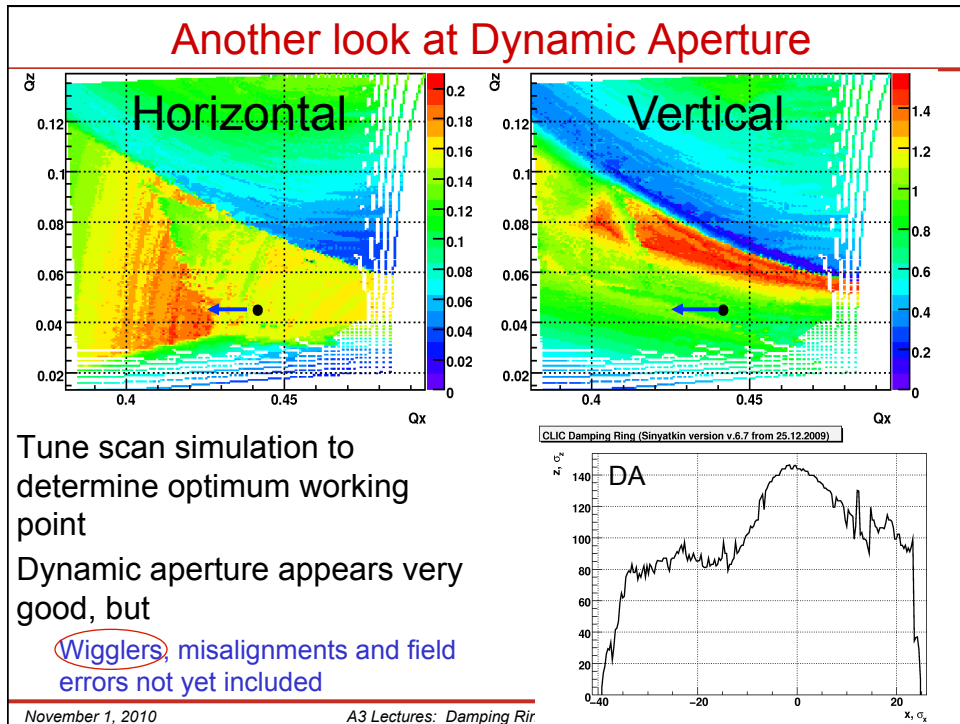 Another look at Dynamic Aperture
Qz
Horizontal
0.12
0.1
0.08
0.06
0.04
0.02
0.4
0.45
Qx
0.2
0.18
0.16
0.14
0.12
0.1
0.08
0.06
0.04
0.02
0
Qz
Vertical
0.12
0.1
0.08
0.06
0.04
0.02
0.4
0.45
Qx
1.4
1.2
1
0.8
0.6
0.4
0.2
0
Tune scan simulation to
determine optimum working
point
Dynamic aperture appears very
good, but
Wigglers, misalignments and field
errors not yet included
CLIC Damping Ring (Sinyatkin version v.6.7 from 25.12.2009)
z, σz
DA
140
120
100
80
60
40
20
0
-40
-20
0
20
x, σx
November 1, 2010
A3 Lectures: Damping Rin